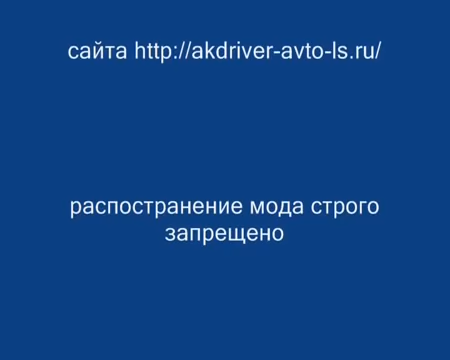 сайта http://akdriver-avto-ls.ru/
распостранение мода строго
запрещено